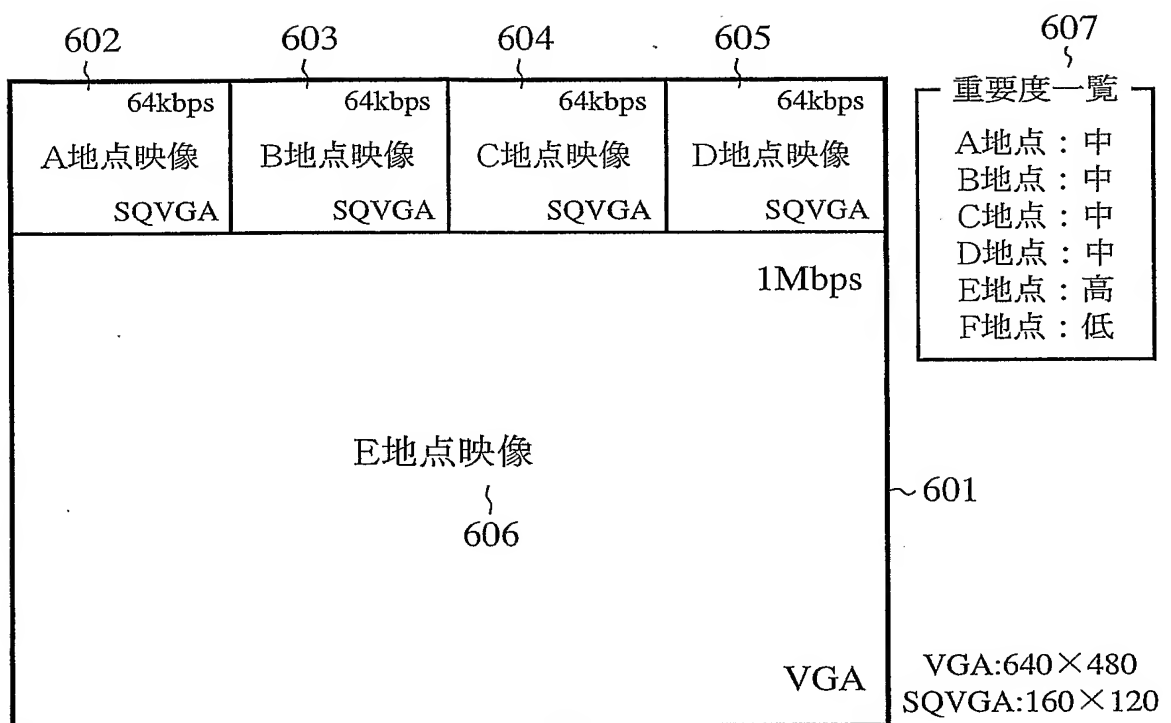 602
603
604
605
607
64kbps
64kbps
64kbps
64kbps
A地点映像
B地点映像
C地点映像
D地点映像
SQVGA
SQVGA
SQVGA
SQVGA
重要度一覧
A地点:中
B地点:中
C地点:中
D地点:中
E地点:高
F地点:低
1Mbps
E地点映像
606
601
VGA
VGA:640×480
SQVGA:160×120